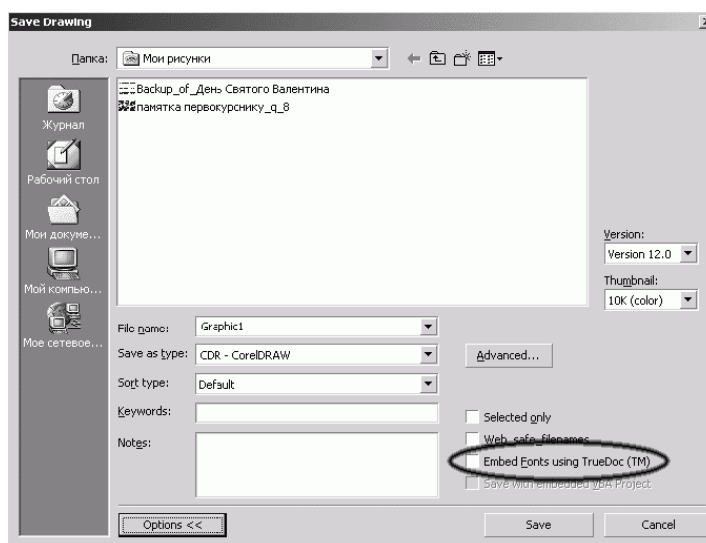 Save Drawing
Папка:
Мои рисунки
Backup_of_День Святого Валентина
памятка первокурснику_q_8
Журнал
Рабочий стол
Мои докуме...
Мой компью...
Мое сетевое...
Version:
Version 12.0
Thumbnail:
10K (color)
File name:
Graphic1
Save as type:
CDR - CorelDRAW
Advanced...
Sort type:
Default
Keywords:
Selected only
Notes:
Web_safe_filenames
Embed Fonts using TrueDoc (TM)
Save with embedded VBA Project
Options <<
Save
Cancel